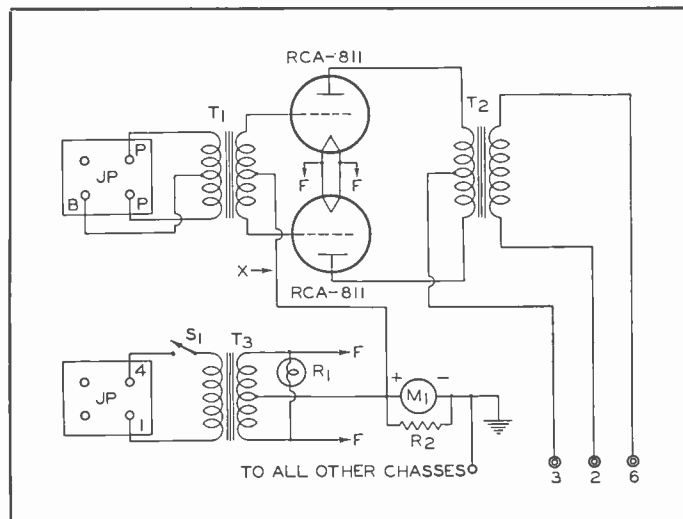 RCA-811
T1
T2
P
JP
B
P
F
F
X
RCA-811
S1
T3
F
4
R1
JP
+
M1
-
1
R2
F
TO ALL OTHER CHASSES
3
2
6